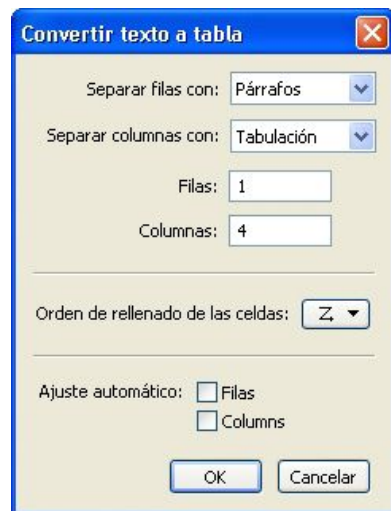 Convertir texto a tabla
Separar filas con: Párrafos
Separar columnas con: Tabulación
Filas: 1
Columnas: 4
Orden de rellenado de las celdas:
Ajuste automático: Filas
Columns
OK Cancelar